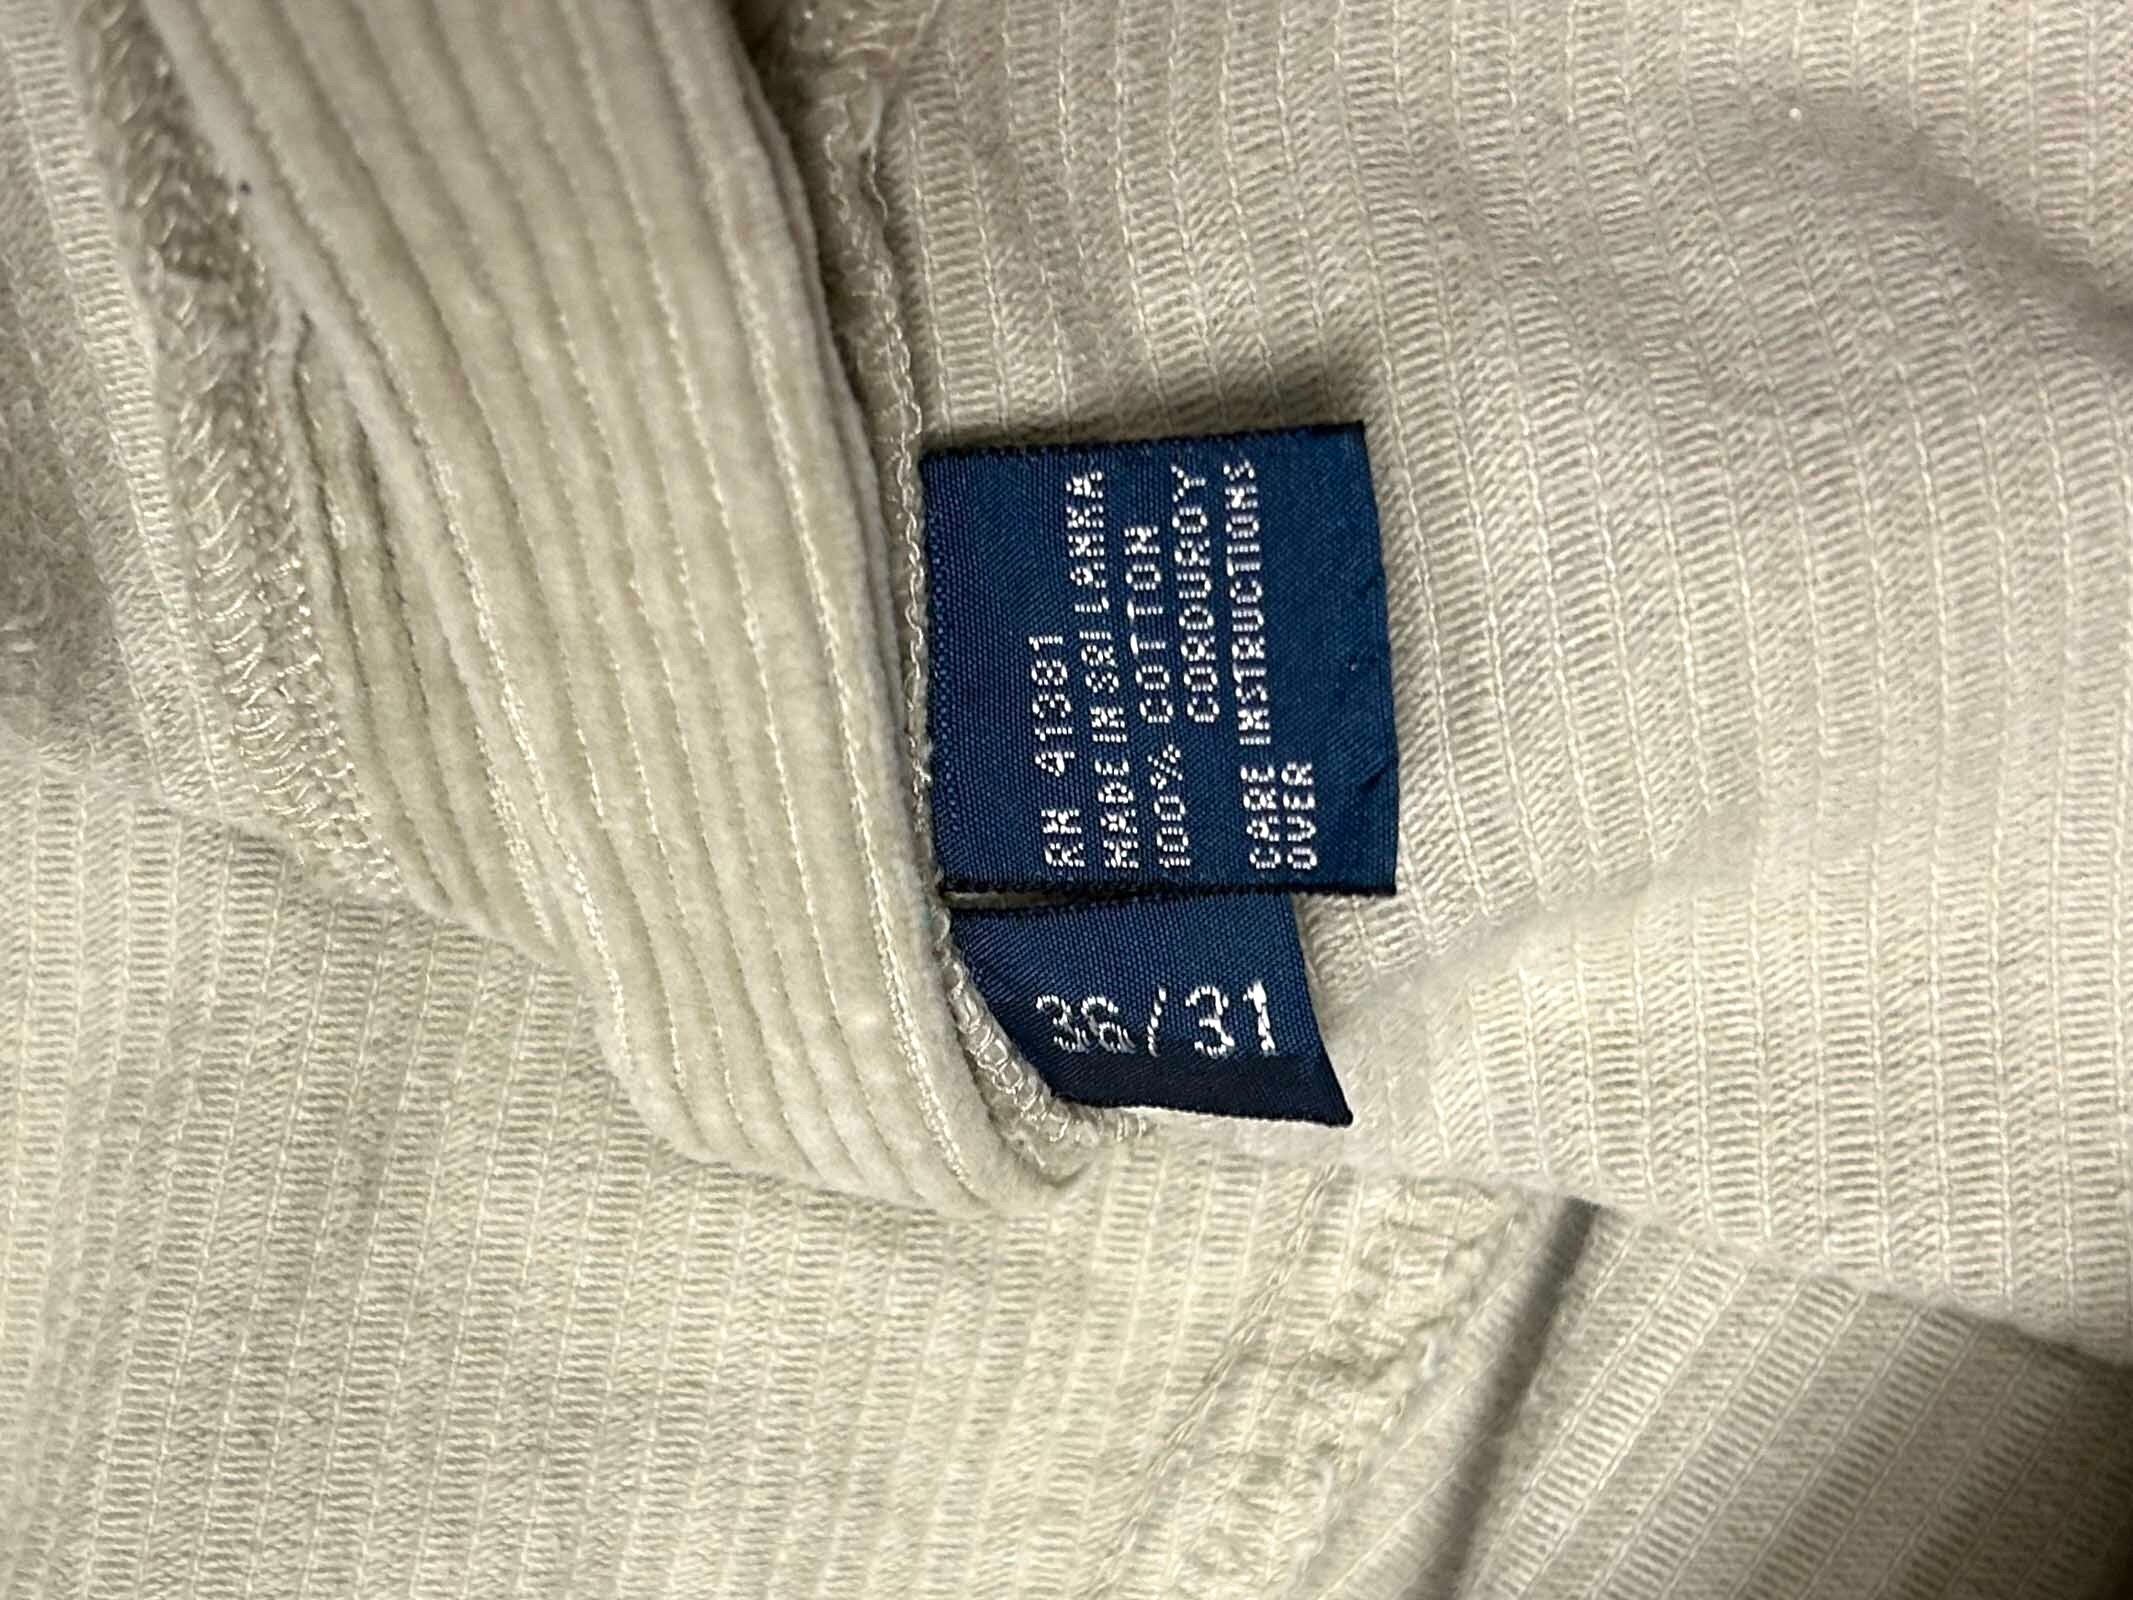 RN 41381
MADE IN SRI LANKA
100% COTTON
CORDUROY
CARE INSTRUCTIONS
OVER
36/31